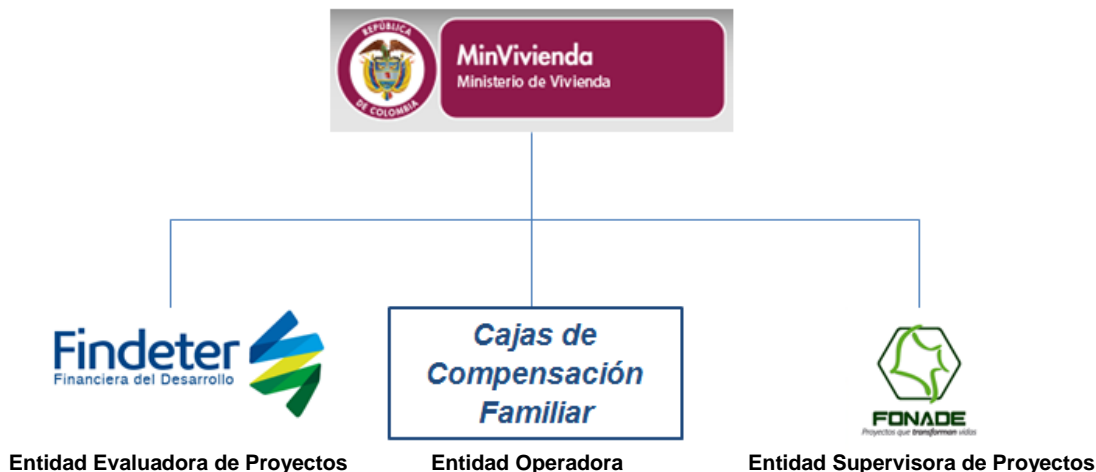 REPÚBLICA
DE COLOMBIA
MinVivienda
Ministerio de Vivienda
Findeter
Financiera del Desarrollo
Cajas de
Compensación
Familiar
FONADE
Proyectos que transforman vidas
Entidad Evaluadora de Proyectos
Entidad Operadora
Entidad Supervisora de Proyectos